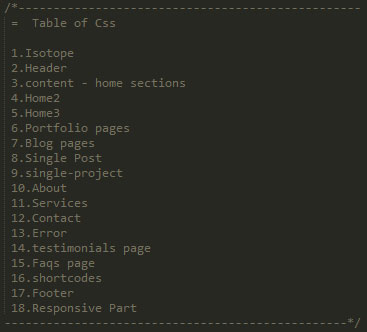 /*------------------------------------------------
= Table of Css
1.Isotope
2.Header
3.content - home sections
4.Home2
5.Home3
6.Portfolio pages
7.Blog pages
8.Single Post
9.single-project
10.About
11.Services
12.Contact
13.Error
14.testimonials page
15.Faqs page
16.shortcodes
17.Footer
18.Responsive Part
------------------------------------------------*/